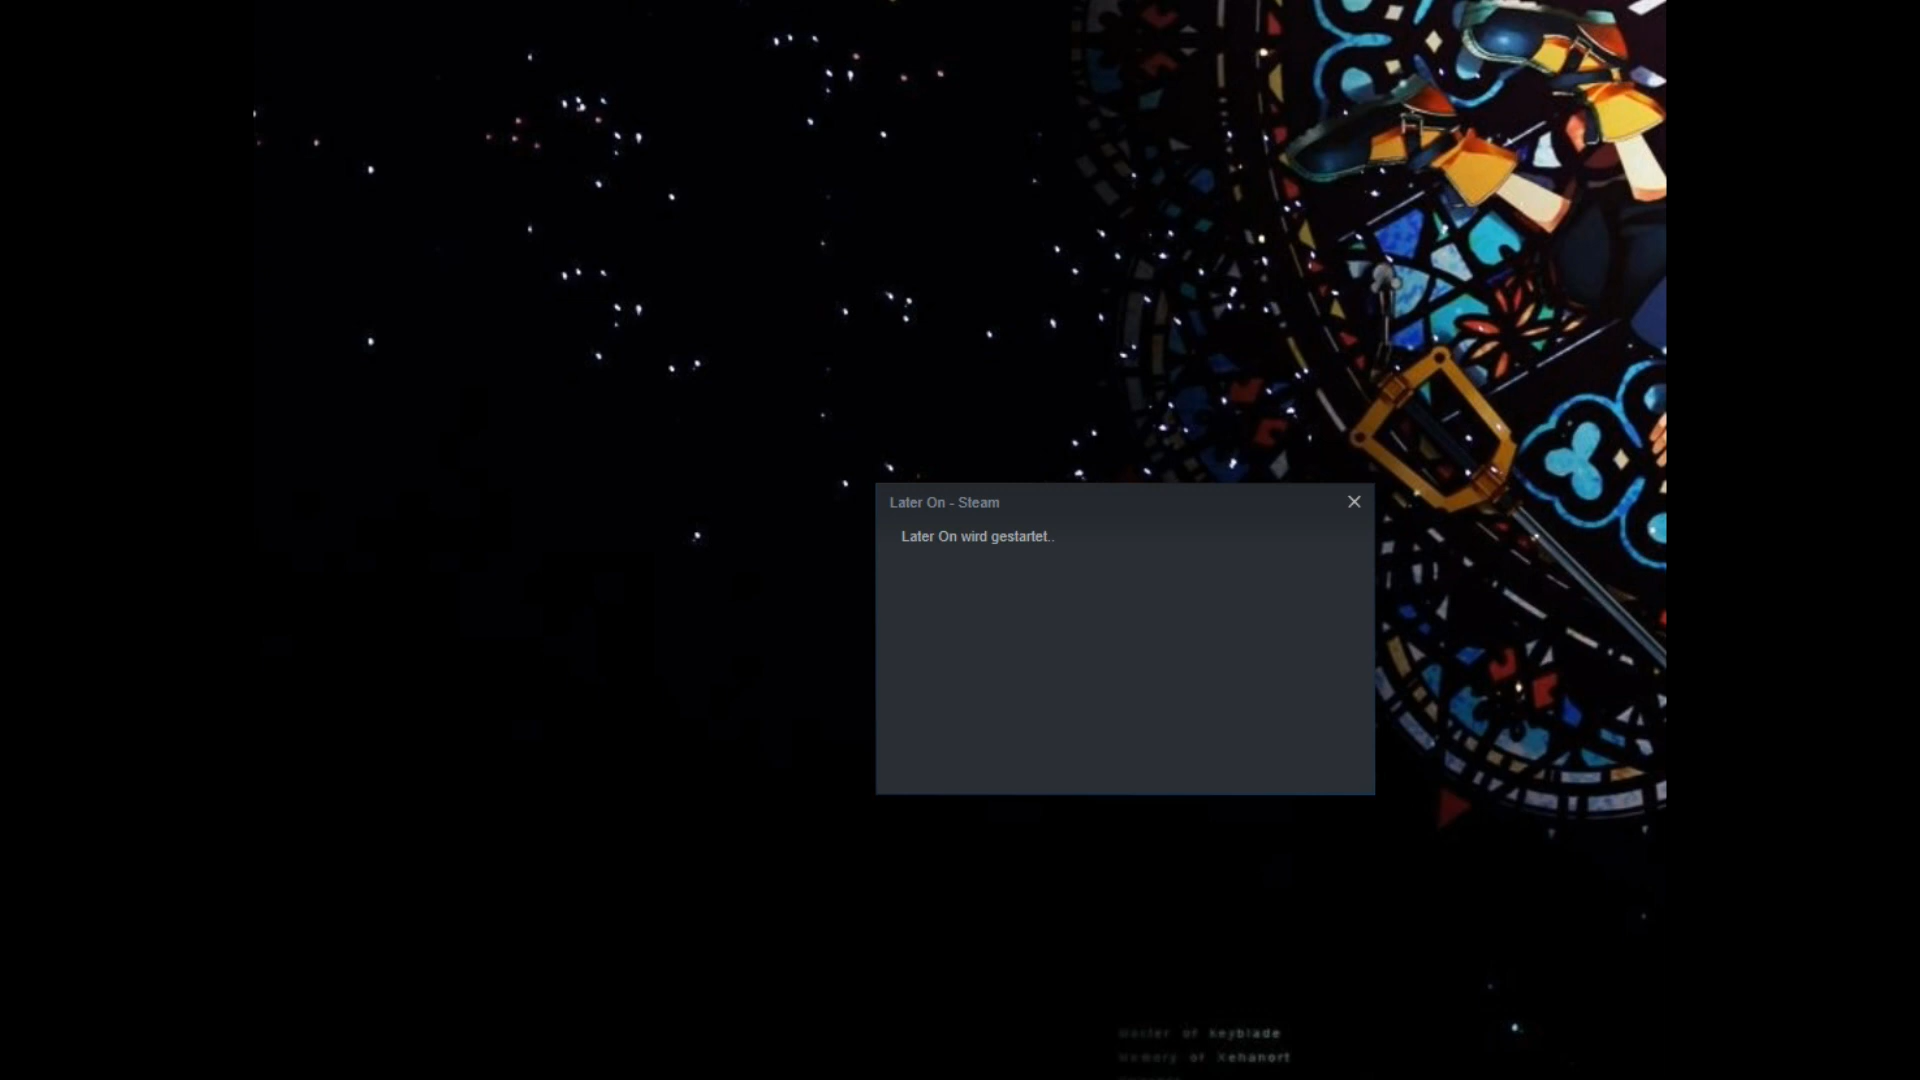 Later On - Steam
Later On wird gestartet..
Master of Keyblade
Memory of Xehanort